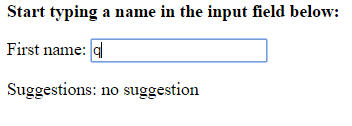 Start typing a name in the input field below:
First name: q
Suggestions: no suggestion